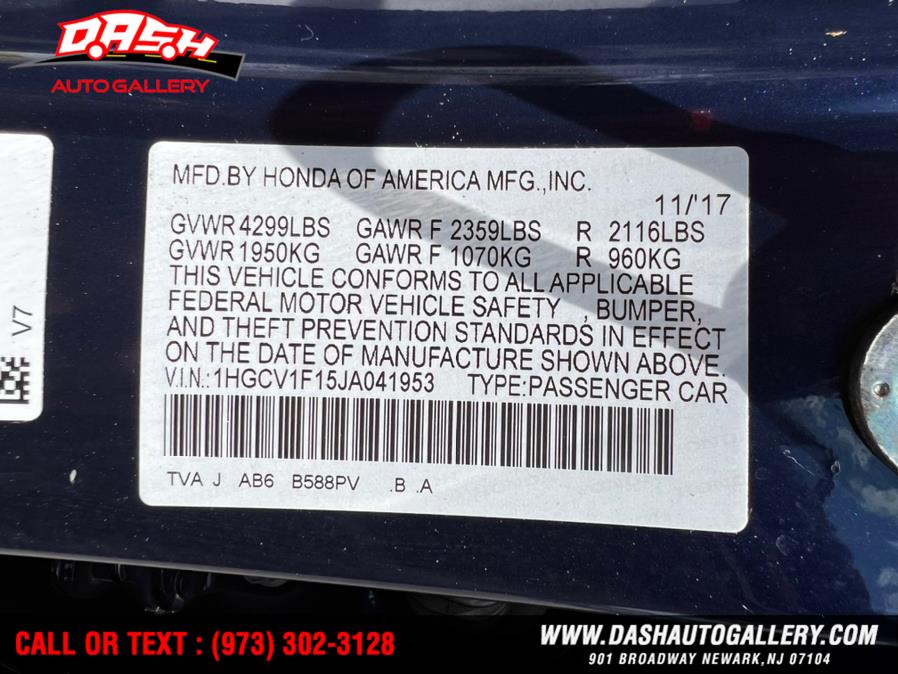 DASH
AUTO GALLERY
MFD.BY HONDA OF AMERICA MFG.,INC.
11/'17
GVWR 4299LBS GAWR F 2359LBS R 2116LBS
GVWR 1950KG GAWR F 1070KG R 960KG
THIS VEHICLE CONFORMS TO ALL APPLICABLE
FEDERAL MOTOR VEHICLE SAFETY , BUMPER,
AND THEFT PREVENTION STANDARDS IN EFFECT
ON THE DATE OF MANUFACTURE SHOWN ABOVE.
V.I.N.:1HGCV1F15JA041953 TYPE:PASSENGER CAR
TVA J AB6 B588PV .B .A
V7
CALL OR TEXT : (973) 302-3128
WWW.DASHAUTOGALLERY.COM
901 BROADWAY NEWARK,NJ 07104